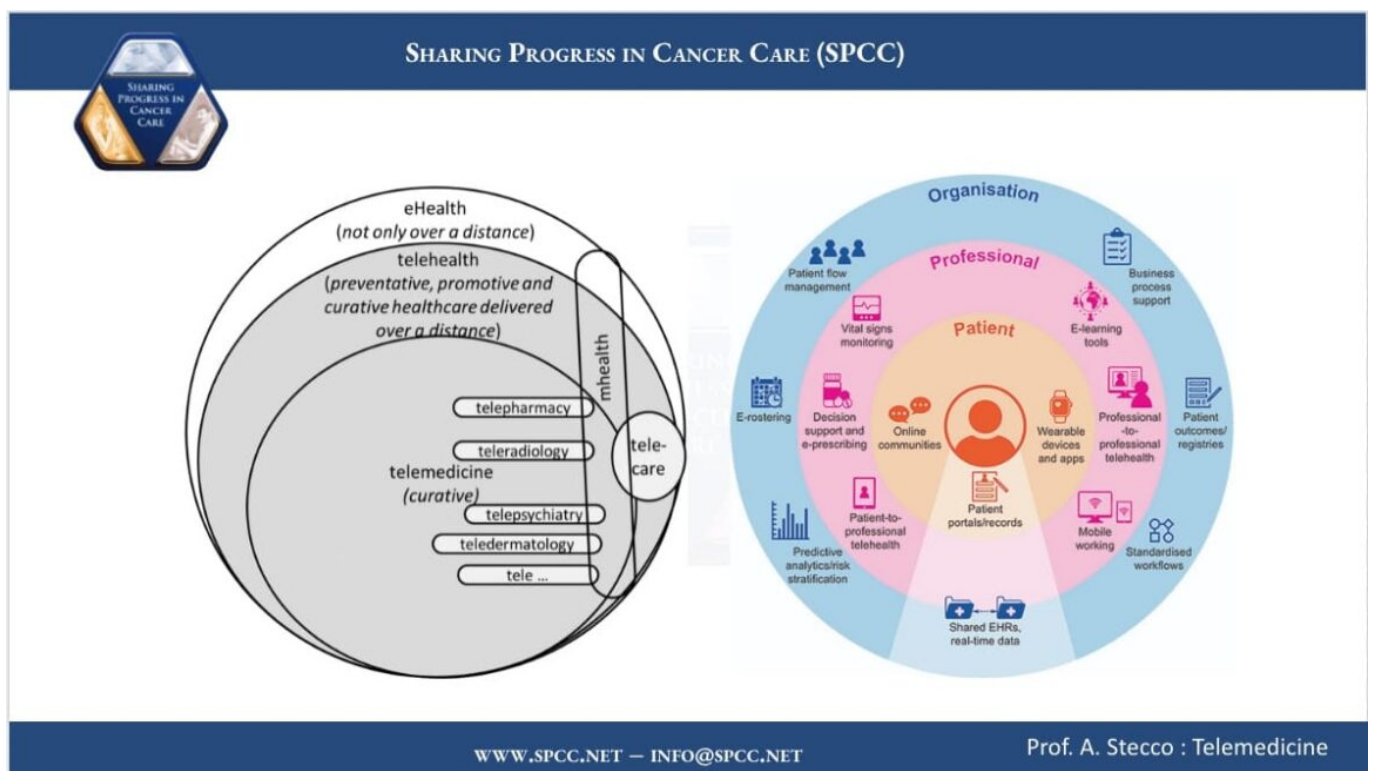 SHARING PROGRESS IN CANCER CARE (SPCC)
SHARING
PROGRESS IN
CANCER
CARE
eHealth
(not only over a distance)
telehealth
(preventative, promotive and
curative healthcare delivered
over a distance)
mhealth
telepharmacy
teleradiology
tele-
care
telemedicine
(curative)
telepsychiatry
teledermatology
tele ...
Organisation
Patient flow
management
Business
process
support
Professional
Vital signs
monitoring
E-learning
tools
Patient
E-rostering
Decision
support and
e-prescribing
Online
communities
Wearable
devices
and apps
Professional
-to-
professional
telehealth
Patient
outcomes/
registries
Patient
portals/records
Patient-to-
professional
telehealth
Mobile
working
Predictive
analytics/risk
stratification
Standardised
workflows
Shared EHRs,
real-time data
WWW.SPCC.NET – INFO@SPCC.NET
Prof. A. Stecco : Telemedicine